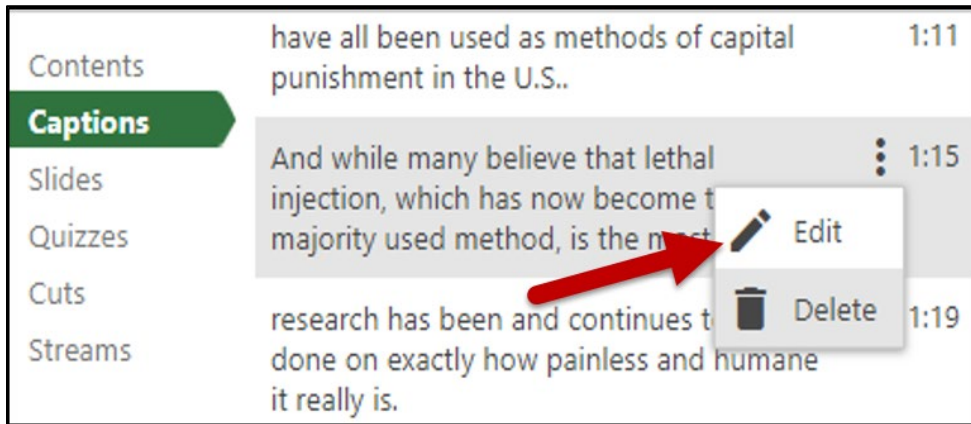 Contents
Captions
Slides
Quizzes
Cuts
Streams
have all been used as methods of capital 1:11
punishment in the U.S..
And while many believe that lethal 1:15
injection, which has now become
majority used method, is the
Edit
Delete
research has been and continues 1:19
done on exactly how painless and humane
it really is.